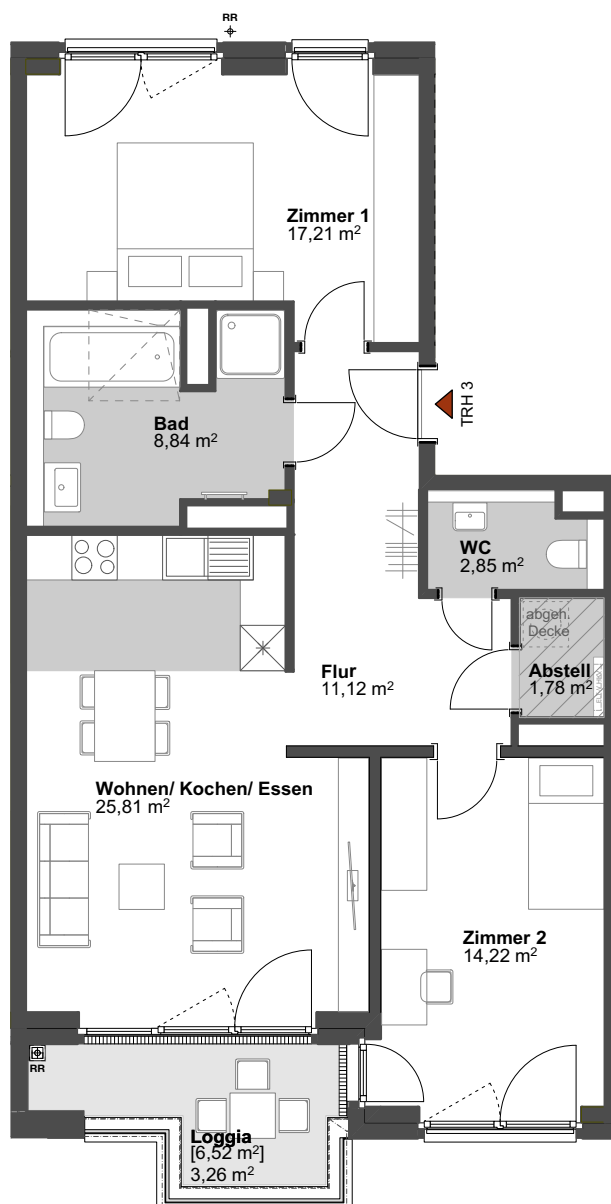 RR
Zimmer 1
17,21 m²
TRH 3
Bad
8,84 m²
WC
2,85 m²
abgeh.
Decke
Abstell
1,78 m²
Flur
11,12 m²
Wohnen/ Kochen/ Essen
25,81 m²
Zimmer 2
14,22 m²
RR
Loggia
[6,52 m²]
3,26 m²